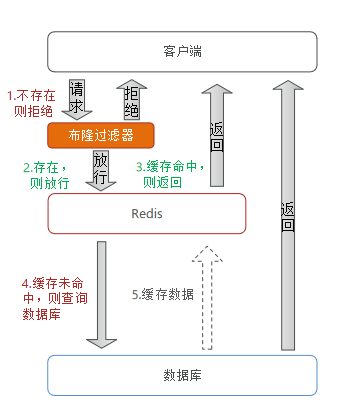 客户端
1.不存在
则拒绝
请求
拒绝
布隆过滤器
2.存在，
则放行
放行
3.缓存命中，
则返回
返回
Redis
返回
4.缓存未命
中，则查询
数据库
5.缓存数据
数据库